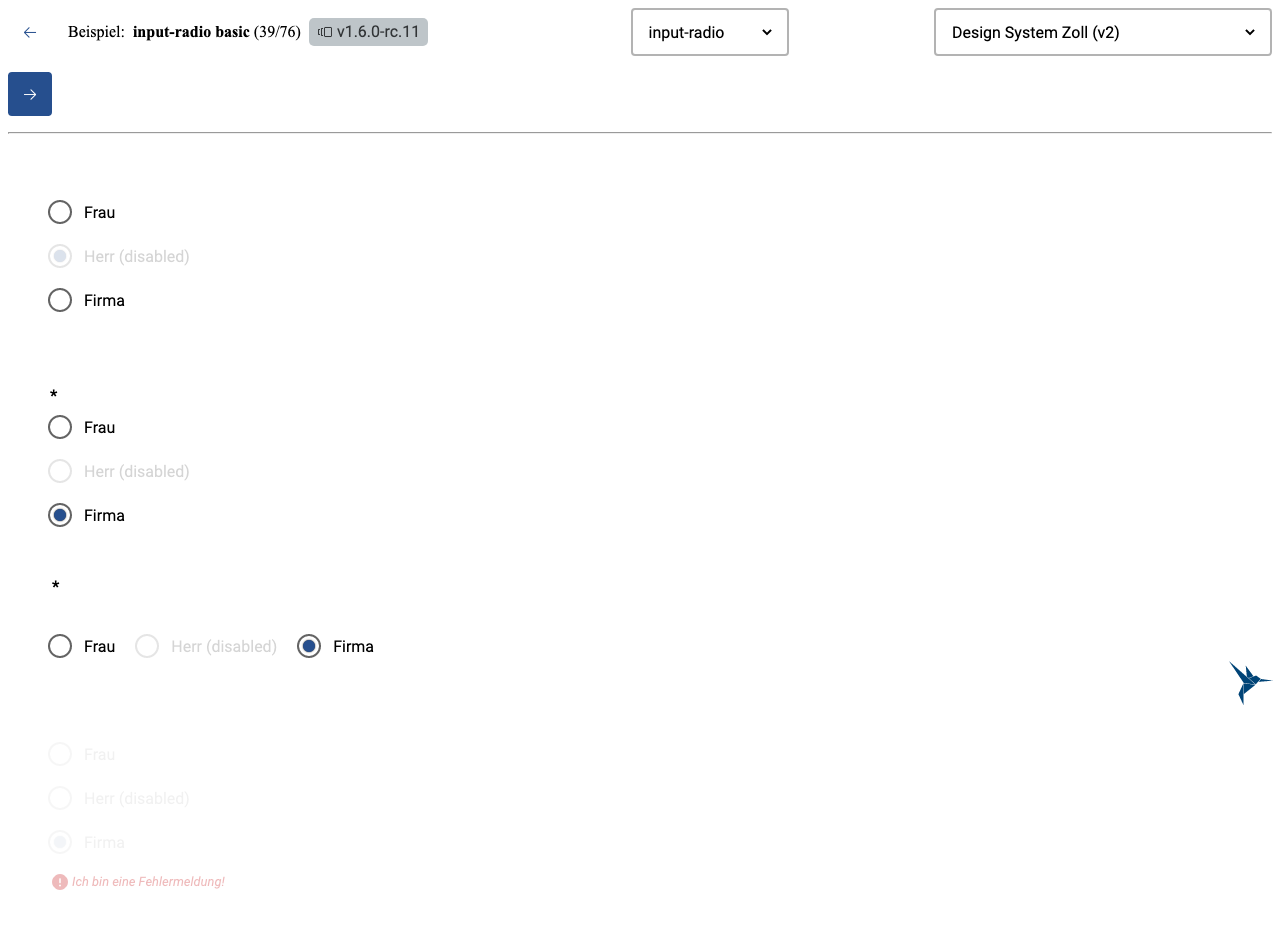 Beispiel: input-radio basic (39/76) v1.6.0-rc.11 input-radio Design System Zoll (v2)
Frau
Herr (disabled)
Firma
*
Frau
Herr (disabled)
Firma
*
Frau Herr (disabled) Firma
Frau
Herr (disabled)
Firma
Ich bin eine Fehlermeldung!